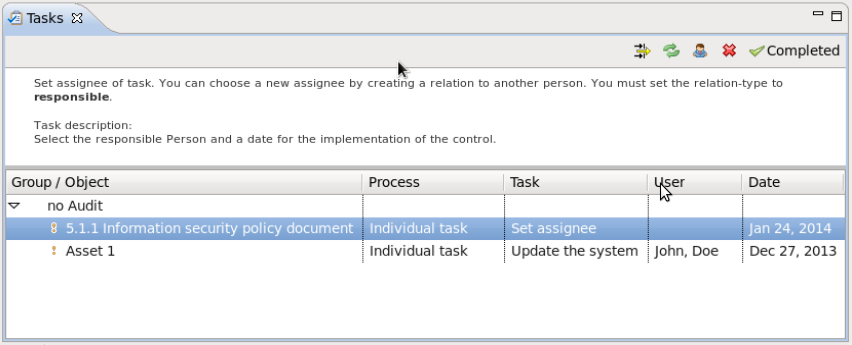 Tasks
Completed
Set assignee of task. You can choose a new assignee by creating a relation to another person. You must set the relation-type to
responsible.
Task description:
Select the responsible Person and a date for the implementation of the control.
Group / Object Process Task User Date
no Audit
5.1.1 Information security policy document Individual task Set assignee Jan 24, 2014
Asset 1 Individual task Update the system John, Doe Dec 27, 2013